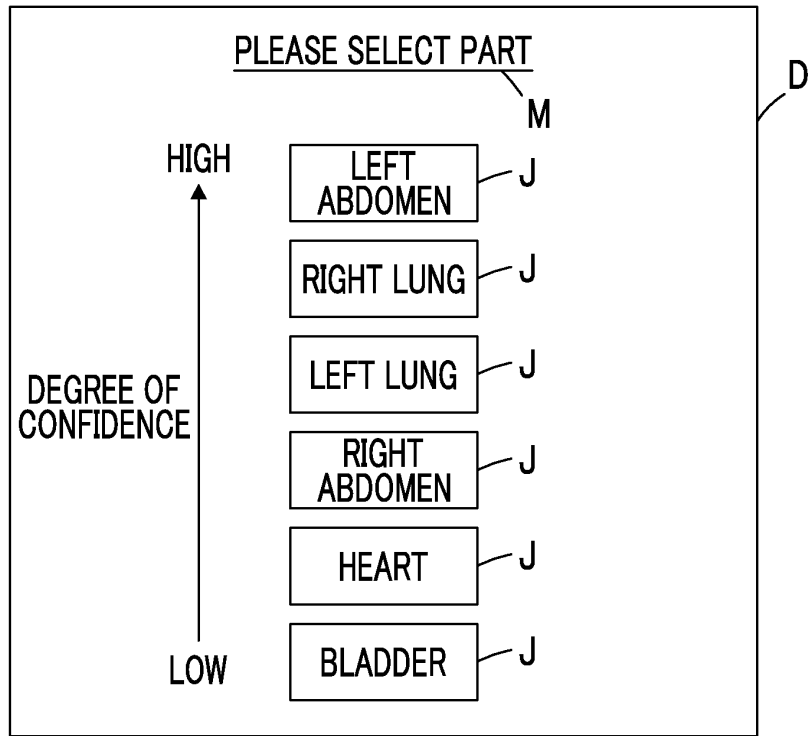 PLEASE SELECT PART
M
D
HIGH
LEFT
ABDOMEN
J
RIGHT LUNG
J
LEFT LUNG
J
DEGREE OF
CONFIDENCE
RIGHT
ABDOMEN
J
HEART
J
LOW
BLADDER
J